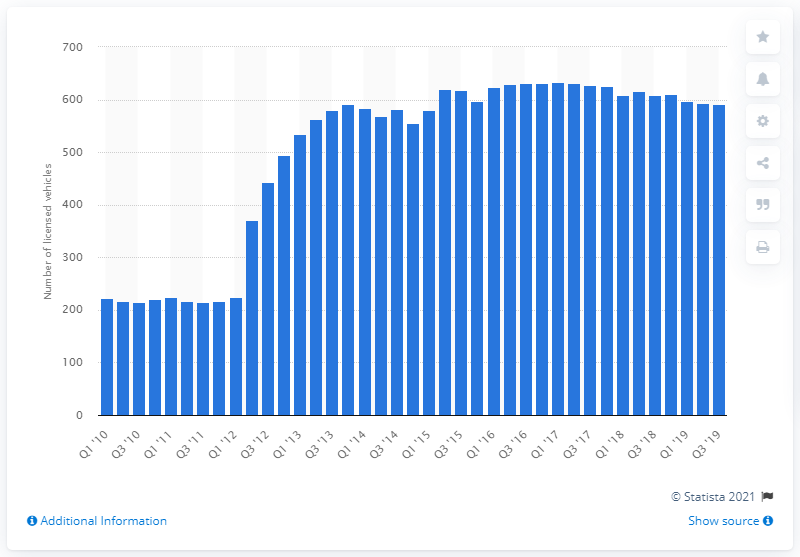 700
600
500
400
300
200
100
0
Number of licensed vehicles
Q1 '10
Q3 '10
Q1 '11
Q3 '11
Q1 '12
Q3 '12
Q1 '13
Q3 '13
Q1 '14
Q3 '14
Q1 '15
Q3 '15
Q1 '16
Q3 '16
Q1 '17
Q3 '17
Q1 '18
Q3 '18
Q1 '19
Q3 '19
© Statista 2021
Additional Information
Show source